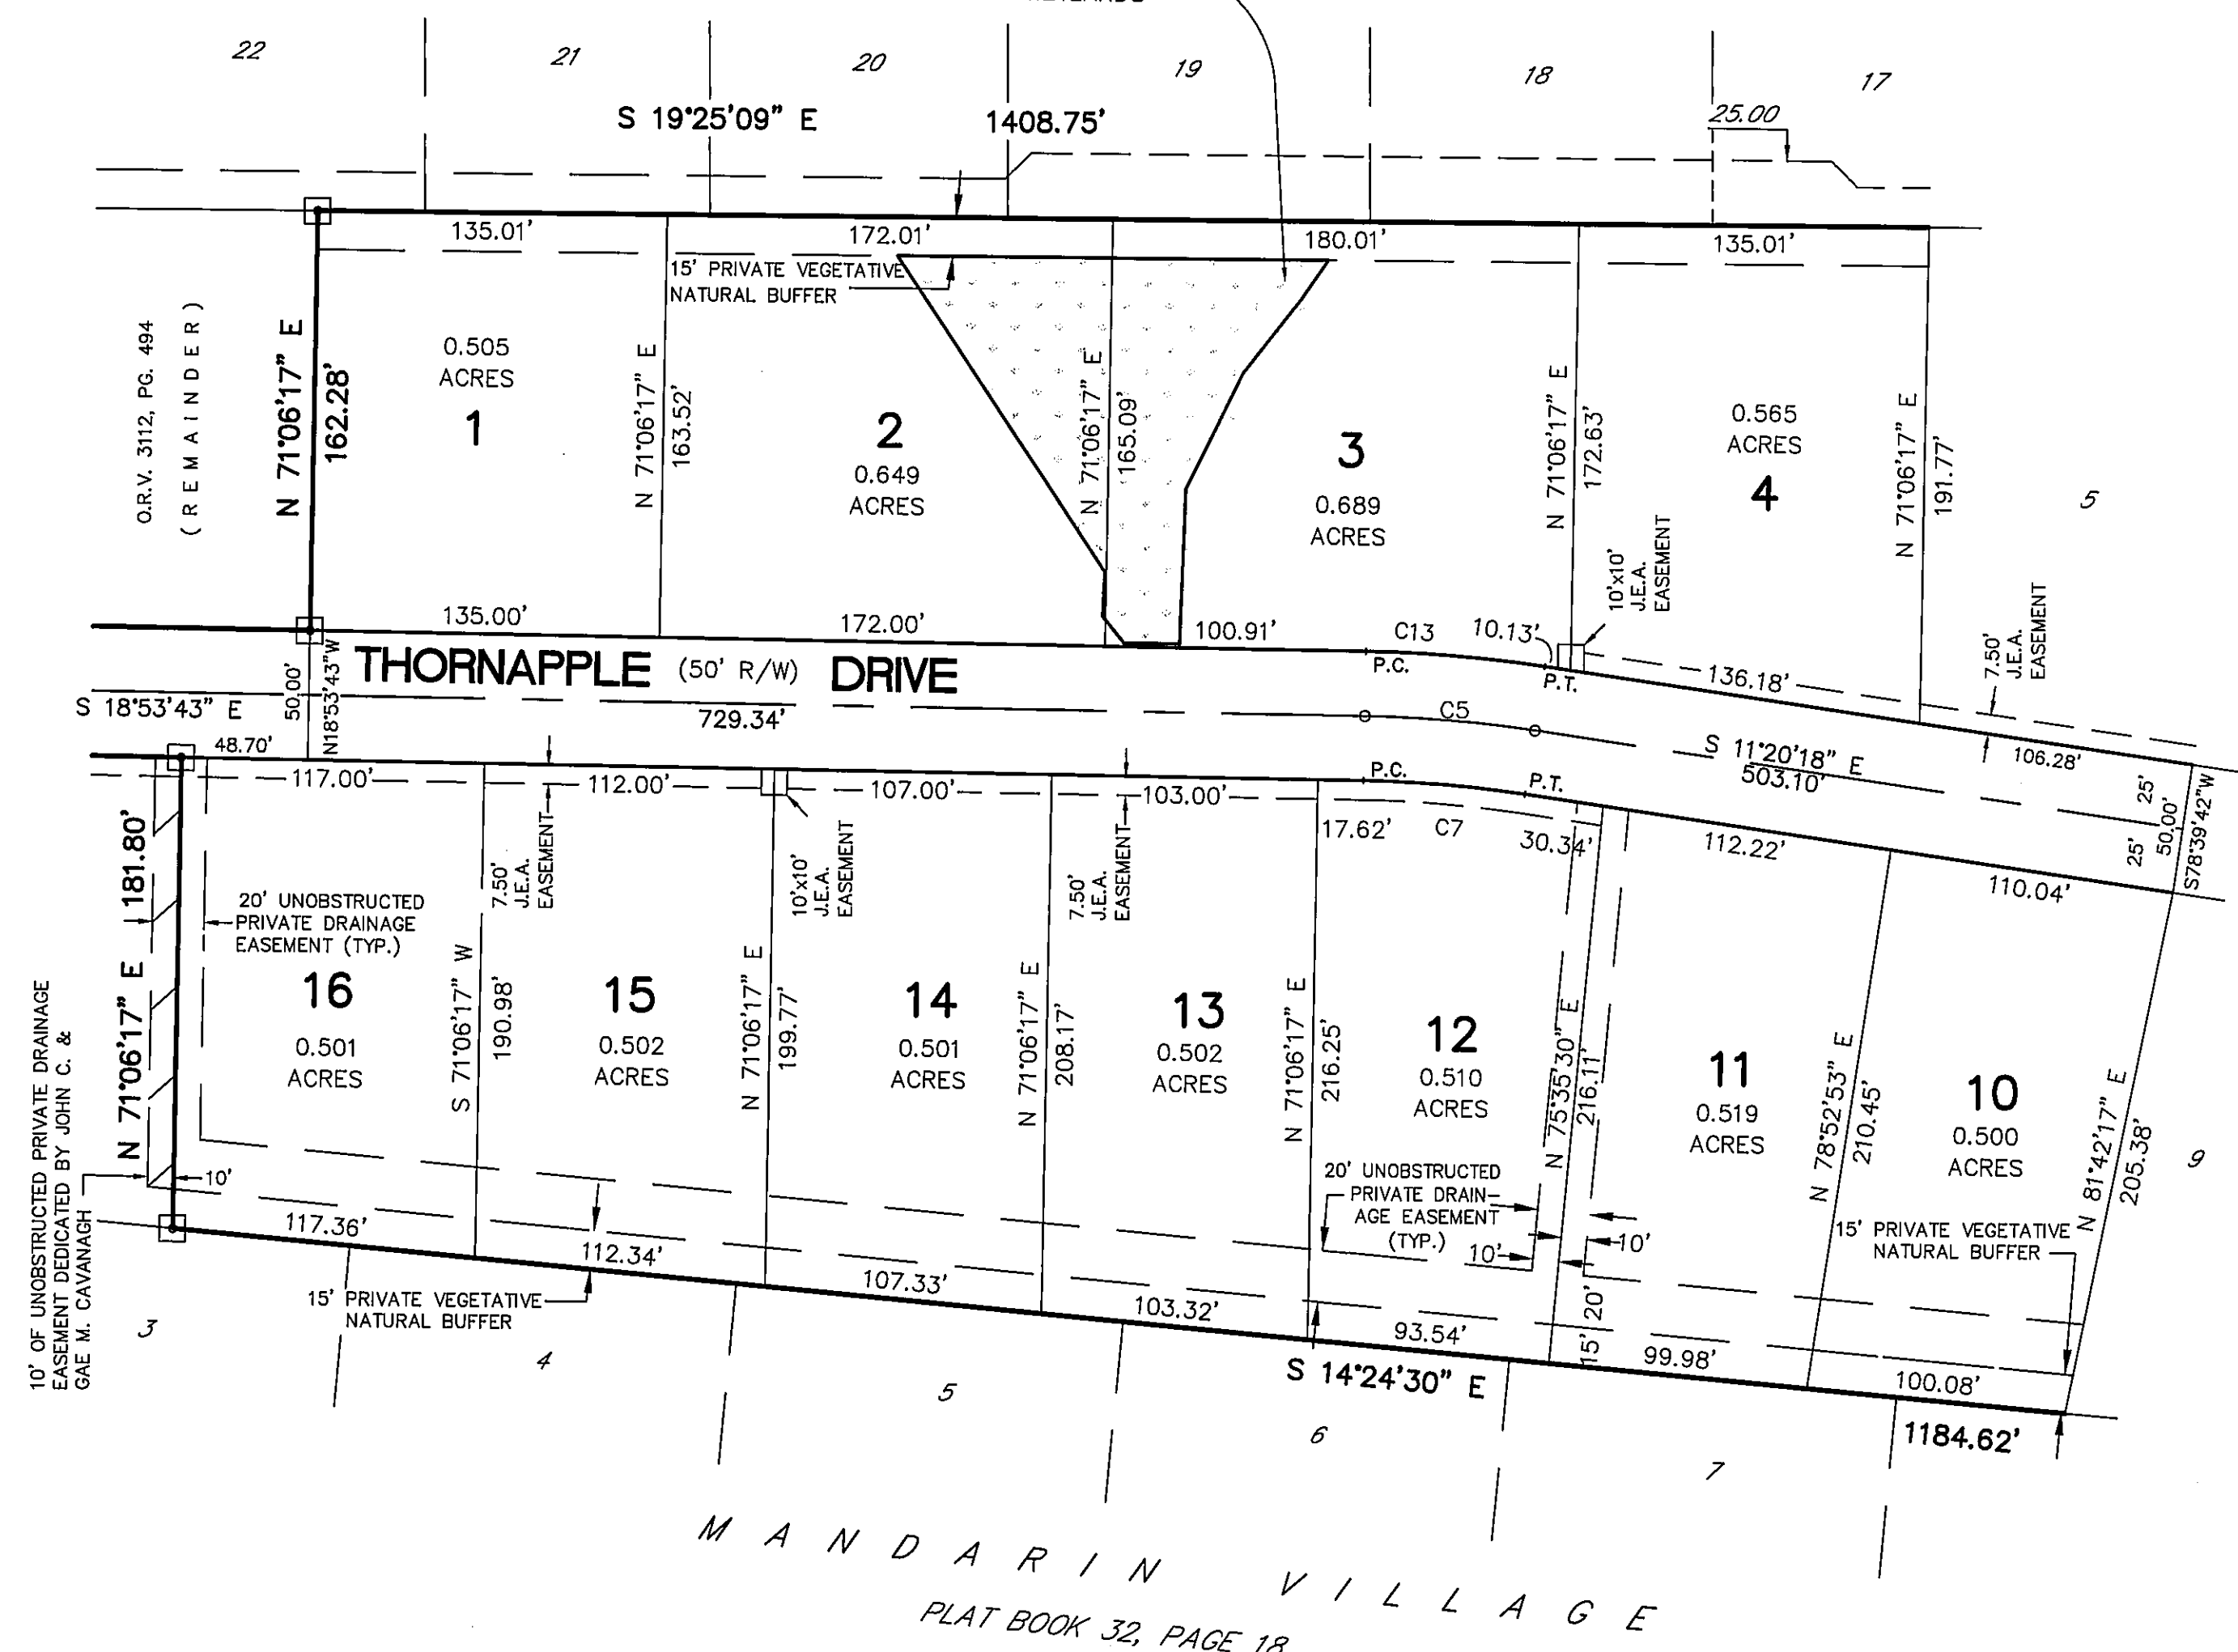 22
21
20
19
18
17
S 19°25'09" E
1408.75'
25.00
135.01'
172.01'
180.01'
135.01'
15' PRIVATE VEGETATIVE
NATURAL BUFFER
O.R.V. 3112, PG. 494
(REMAINDER)
N 71°06'17" E
162.28'
0.505
ACRES
1
N 71°06'17" E
163.52'
2
0.649
ACRES
N 71°06'17" E
165.09'
3
0.689
ACRES
N 71°06'17" E
172.63'
0.565
ACRES
4
N 71°06'17" E
191.77'
5
10'x10'
J.E.A.
EASEMENT
7.50'
J.E.A.
EASEMENT
135.00'
172.00'
100.91'
C13
10.13'
P.C.
P.T.
136.18'
THORNAPPLE (50' R/W) DRIVE
50.00'
N18°53'43"W
S 18°53'43" E
729.34'
C5
S 11°20'18" E
503.10'
106.28'
25'
25'
50.00'
S78°39'42"W
48.70'
117.00'
112.00'
107.00'
103.00'
P.C.
P.T.
17.62'
C7
30.34'
112.22'
110.04'
7.50'
J.E.A.
EASEMENT
10'x10'
J.E.A.
EASEMENT
7.50'
J.E.A.
EASEMENT
181.80'
N 71°06'17" E
20' UNOBSTRUCTED
PRIVATE DRAINAGE
EASEMENT (TYP.)
16
0.501
ACRES
S 71°06'17" W
190.98'
15
0.502
ACRES
N 71°06'17" E
199.77'
14
0.501
ACRES
N 71°06'17" E
208.17'
13
0.502
ACRES
N 71°06'17" E
216.25'
12
0.510
ACRES
N 75°35'30" E
216.11'
11
0.519
ACRES
N 78°52'53" E
210.45'
10
0.500
ACRES
N 81°42'17" E
205.38'
9
10' OF UNOBSTRUCTED PRIVATE DRAINAGE
EASEMENT DEDICATED BY JOHN C. &
GAE M. CAVANAGH
10'
20' UNOBSTRUCTED
PRIVATE DRAIN-
AGE EASEMENT
(TYP.)
10'
10'
15' PRIVATE VEGETATIVE
NATURAL BUFFER
117.36'
112.34'
107.33'
103.32'
93.54'
15'
20'
99.98'
100.08'
15' PRIVATE VEGETATIVE
NATURAL BUFFER
S 14°24'30" E
1184.62'
3
4
5
6
7
MANDARIN VILLAGE
PLAT BOOK 32, PAGE 18